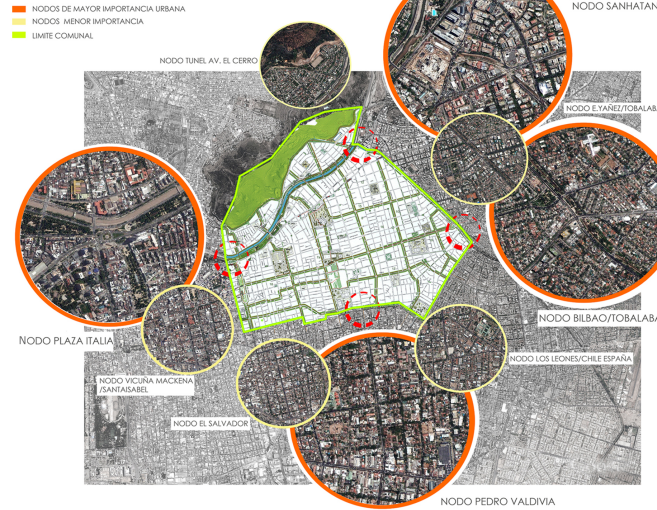 NODOS DE MAYOR IMPORTANCIA URBANA
NODOS MENOR IMPORTANCIA
LIMITE COMUNAL
NODO SANHATAN
NODO TUNEL AV. EL CERRO
NODO E.YAÑEZ/TOBALAB
NODO PLAZA ITALIA
NODO BILBAO/TOBALABA
NODO LOS LEONES/CHILE ESPAÑA
NODO VICUÑA MACKENA
/SANTAISABEL
NODO EL SALVADOR
NODO PEDRO VALDIVIA